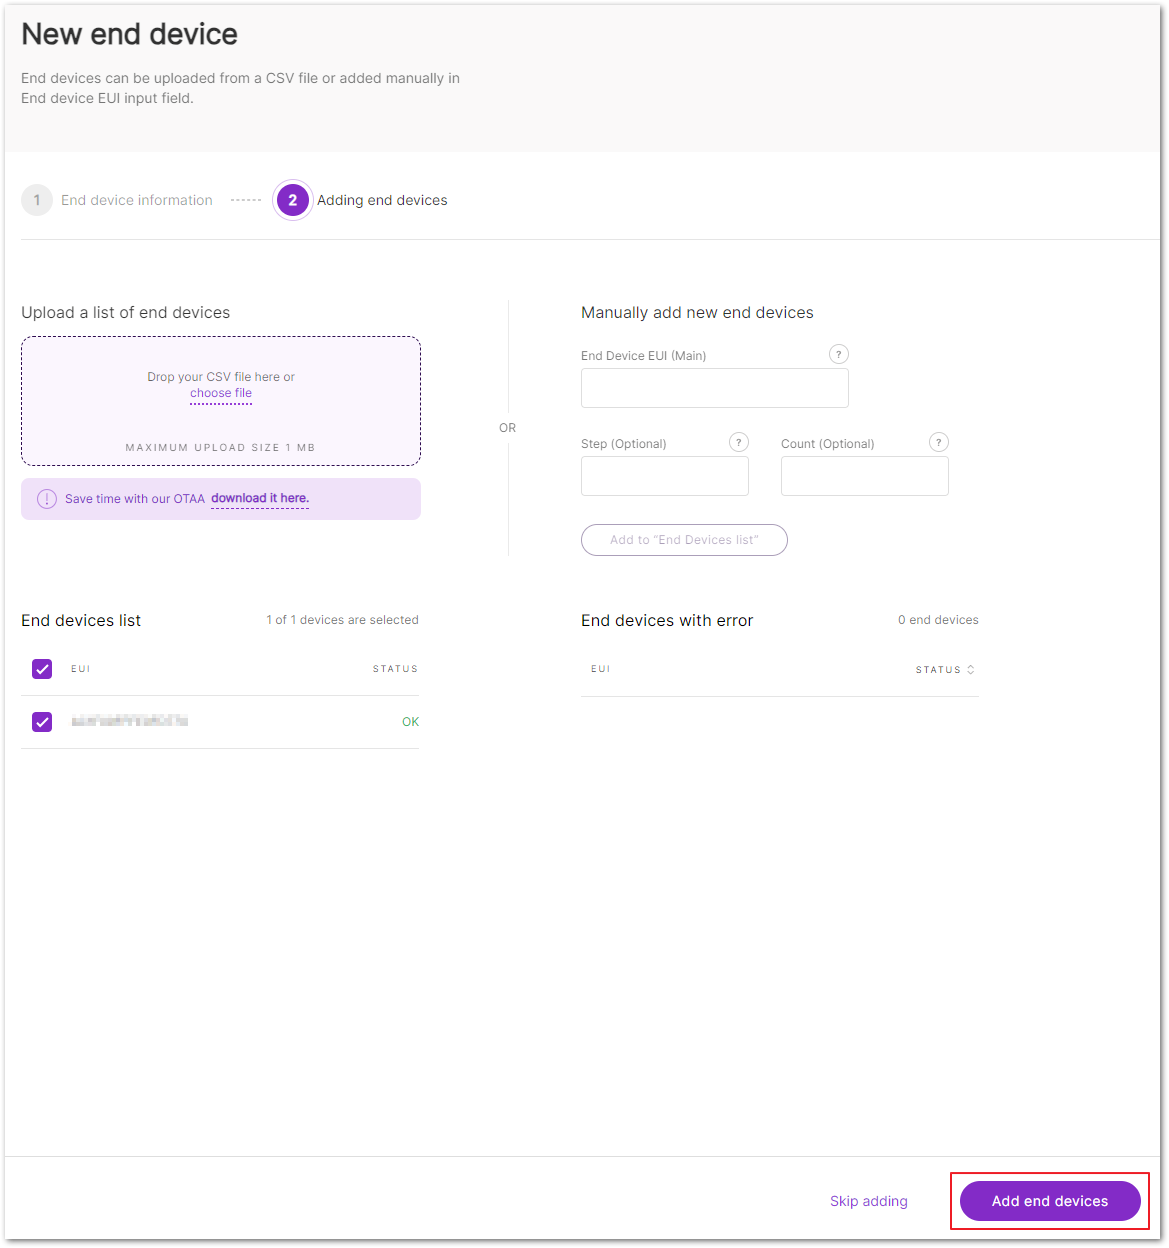 New end device
End devices can be uploaded from a CSV file or added manually in
End device EUI input field.
1 End device information
2 Adding end devices
Upload a list of end devices
Drop your CSV file here or
choose file
MAXIMUM UPLOAD SIZE 1 MB
! Save time with our OTAA download it here.
OR
Manually add new end devices
End Device EUI (Main) ?
Step (Optional) ? Count (Optional) ?
Add to "End Devices list"
End devices list 1 of 1 devices are selected
EUI STATUS
OK
End devices with error 0 end devices
EUI STATUS
Skip adding Add end devices